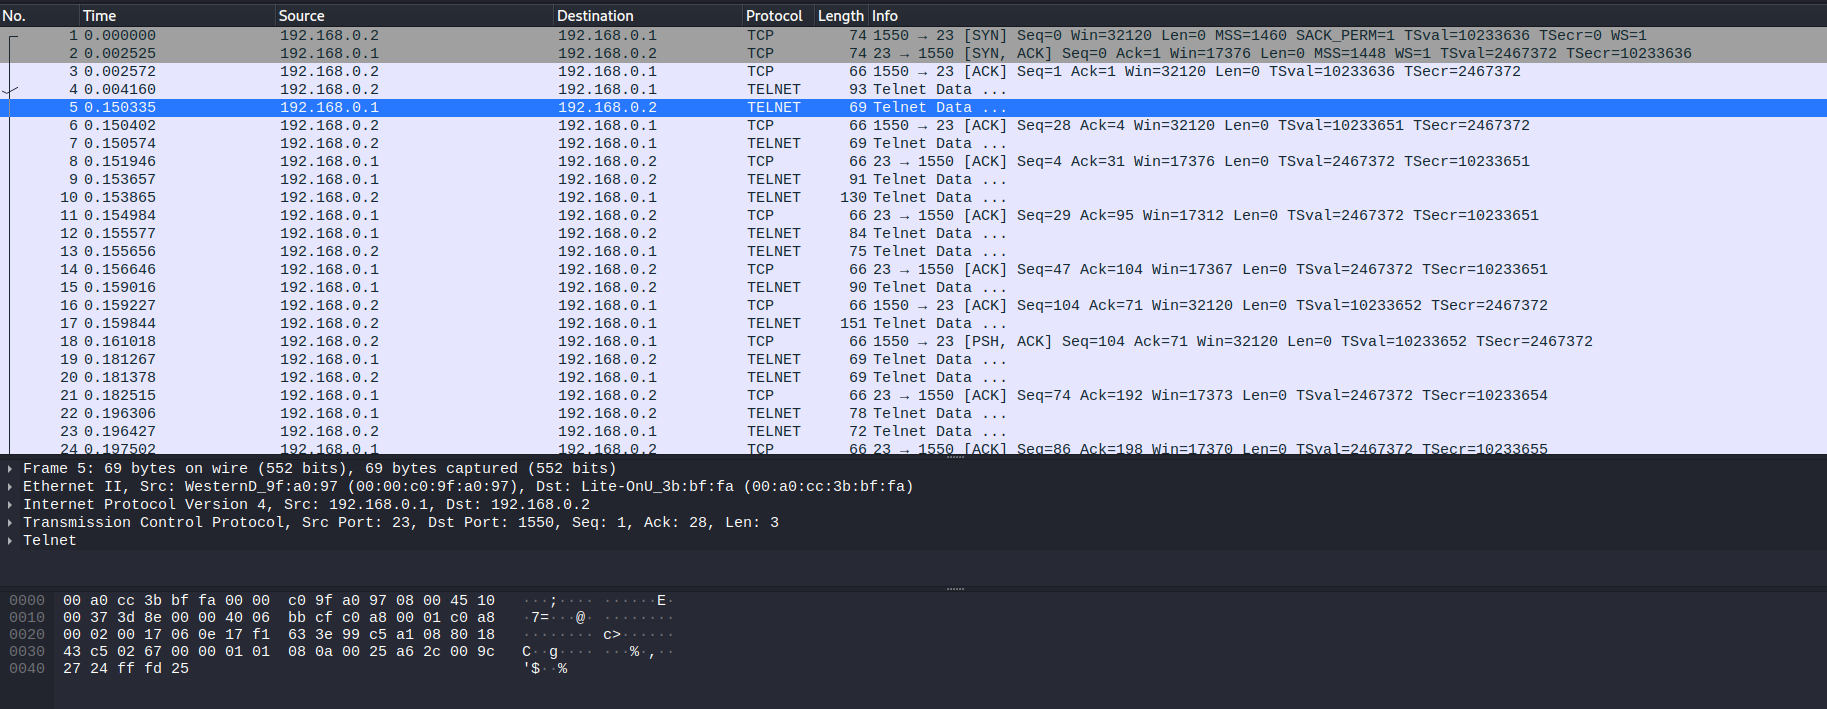 No. Time Source Destination Protocol Length Info
1 0.000000 192.168.0.2 192.168.0.1 TCP 74 1550 → 23 [SYN] Seq=0 Win=32120 Len=0 MSS=1460 SACK_PERM=1 TSval=10233636 TSecr=0 WS=1
2 0.002525 192.168.0.1 192.168.0.2 TCP 74 23 → 1550 [SYN, ACK] Seq=0 Ack=1 Win=17376 Len=0 MSS=1448 WS=1 TSval=2467372 TSecr=10233636
3 0.002572 192.168.0.2 192.168.0.1 TCP 66 1550 → 23 [ACK] Seq=1 Ack=1 Win=32120 Len=0 TSval=10233636 TSecr=2467372
4 0.004160 192.168.0.2 192.168.0.1 TELNET 93 Telnet Data ...
5 0.150335 192.168.0.1 192.168.0.2 TELNET 69 Telnet Data ...
6 0.150402 192.168.0.2 192.168.0.1 TCP 66 1550 → 23 [ACK] Seq=28 Ack=4 Win=32120 Len=0 TSval=10233651 TSecr=2467372
7 0.150574 192.168.0.2 192.168.0.1 TELNET 69 Telnet Data ...
8 0.151946 192.168.0.1 192.168.0.2 TCP 66 23 → 1550 [ACK] Seq=4 Ack=31 Win=17376 Len=0 TSval=2467372 TSecr=10233651
9 0.153657 192.168.0.1 192.168.0.2 TELNET 91 Telnet Data ...
10 0.153865 192.168.0.2 192.168.0.1 TELNET 130 Telnet Data ...
11 0.154984 192.168.0.1 192.168.0.2 TCP 66 23 → 1550 [ACK] Seq=29 Ack=95 Win=17312 Len=0 TSval=2467372 TSecr=10233651
12 0.155577 192.168.0.1 192.168.0.2 TELNET 84 Telnet Data ...
13 0.155656 192.168.0.2 192.168.0.1 TELNET 75 Telnet Data ...
14 0.156646 192.168.0.1 192.168.0.2 TCP 66 23 → 1550 [ACK] Seq=47 Ack=104 Win=17367 Len=0 TSval=2467372 TSecr=10233651
15 0.159016 192.168.0.1 192.168.0.2 TELNET 90 Telnet Data ...
16 0.159227 192.168.0.2 192.168.0.1 TCP 66 1550 → 23 [ACK] Seq=104 Ack=71 Win=32120 Len=0 TSval=10233652 TSecr=2467372
17 0.159844 192.168.0.2 192.168.0.1 TELNET 151 Telnet Data ...
18 0.161018 192.168.0.2 192.168.0.1 TCP 66 1550 → 23 [PSH, ACK] Seq=104 Ack=71 Win=32120 Len=0 TSval=10233652 TSecr=2467372
19 0.181267 192.168.0.1 192.168.0.2 TELNET 69 Telnet Data ...
20 0.181378 192.168.0.2 192.168.0.1 TELNET 69 Telnet Data ...
21 0.182515 192.168.0.1 192.168.0.2 TCP 66 23 → 1550 [ACK] Seq=74 Ack=192 Win=17373 Len=0 TSval=2467372 TSecr=10233654
22 0.196306 192.168.0.1 192.168.0.2 TELNET 78 Telnet Data ...
23 0.196427 192.168.0.2 192.168.0.1 TELNET 72 Telnet Data ...
24 0.197502 192.168.0.1 192.168.0.2 TCP 66 23 → 1550 [ACK] Seq=86 Ack=198 Win=17370 Len=0 TSval=2467372 TSecr=10233655
Frame 5: 69 bytes on wire (552 bits), 69 bytes captured (552 bits)
Ethernet II, Src: WesternD_9f:a0:97 (00:00:c0:9f:a0:97), Dst: Lite-OnU_3b:bf:fa (00:a0:cc:3b:bf:fa)
Internet Protocol Version 4, Src: 192.168.0.1, Dst: 192.168.0.2
Transmission Control Protocol, Src Port: 23, Dst Port: 1550, Seq: 1, Ack: 28, Len: 3
Telnet
0000 00 a0 cc 3b bf fa 00 00 c0 9f a0 97 08 00 45 10 ···;···· ······E·
0010 00 37 3d 8e 00 00 40 06 bb cf c0 a8 00 01 c0 a8 ·7=···@· ········
0020 00 02 00 17 06 0e 17 f1 63 3e 99 c5 a1 08 80 18 ········ c>······
0030 43 c5 02 67 00 00 01 01 08 0a 00 25 a6 2c 00 9c C··g···· ···%·,··
0040 27 24 ff fd 25 '$··%